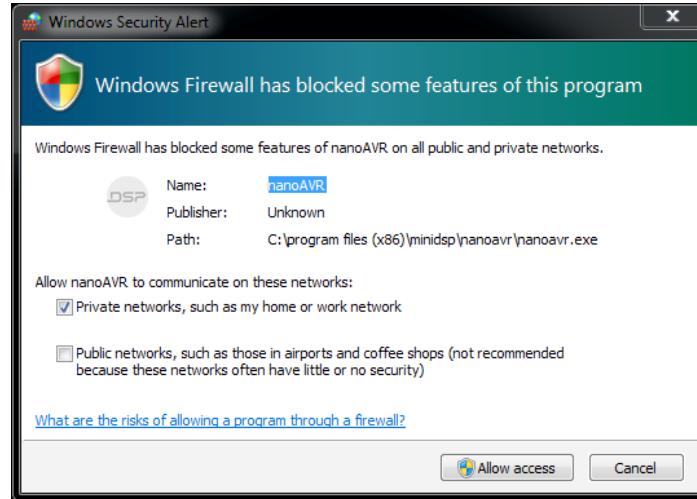 Windows Security Alert
x
Windows Firewall has blocked some features of this program
Windows Firewall has blocked some features of nanoAVR on all public and private networks.
DSP
Name: nanoAVR
Publisher: Unknown
Path: C:\program files (x86)\minidsp\nanoavr\nanoavr.exe
Allow nanoAVR to communicate on these networks:
Private networks, such as my home or work network
Public networks, such as those in airports and coffee shops (not recommended
because these networks often have little or no security)
What are the risks of allowing a program through a firewall?
Allow access Cancel